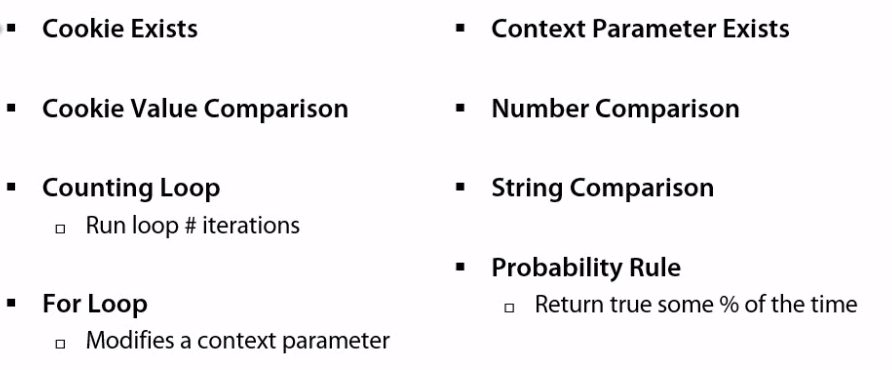 Cookie Exists
Cookie Value Comparison
Counting Loop
Run loop # iterations
For Loop
Modifies a context parameter
Context Parameter Exists
Number Comparison
String Comparison
Probability Rule
Return true some % of the time